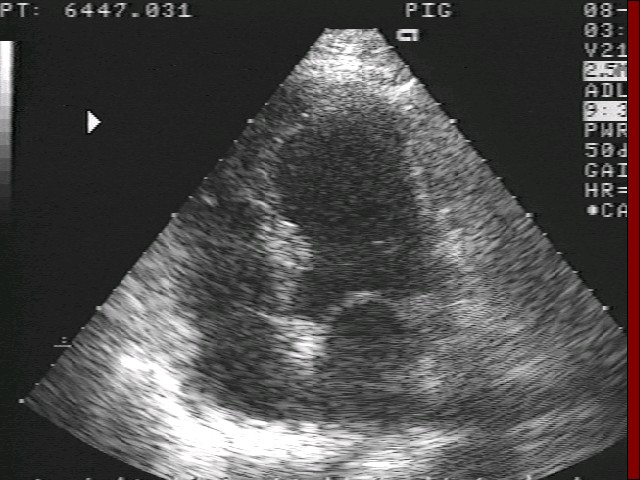 PT: 6447.031
PIG
08-
03:
V21
2.5M
ADL
9:3
PWR
50d
GAI
HR=
*CA